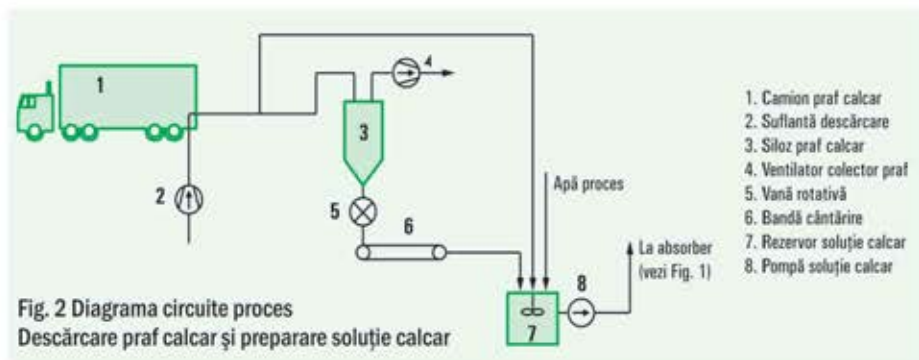 1
2
3
4
5
6
7
8
Apă proces
La absorber
(vezi Fig. 1)
1. Camion praf calcar
2. Suflantă descărcare
3. Siloz praf calcar
4. Ventilator colector praf
5. Vană rotativă
6. Bandă cântărire
7. Rezervor soluție calcar
8. Pompă soluție calcar
Fig. 2 Diagrama circuite proces
Descărcare praf calcar și preparare soluție calcar